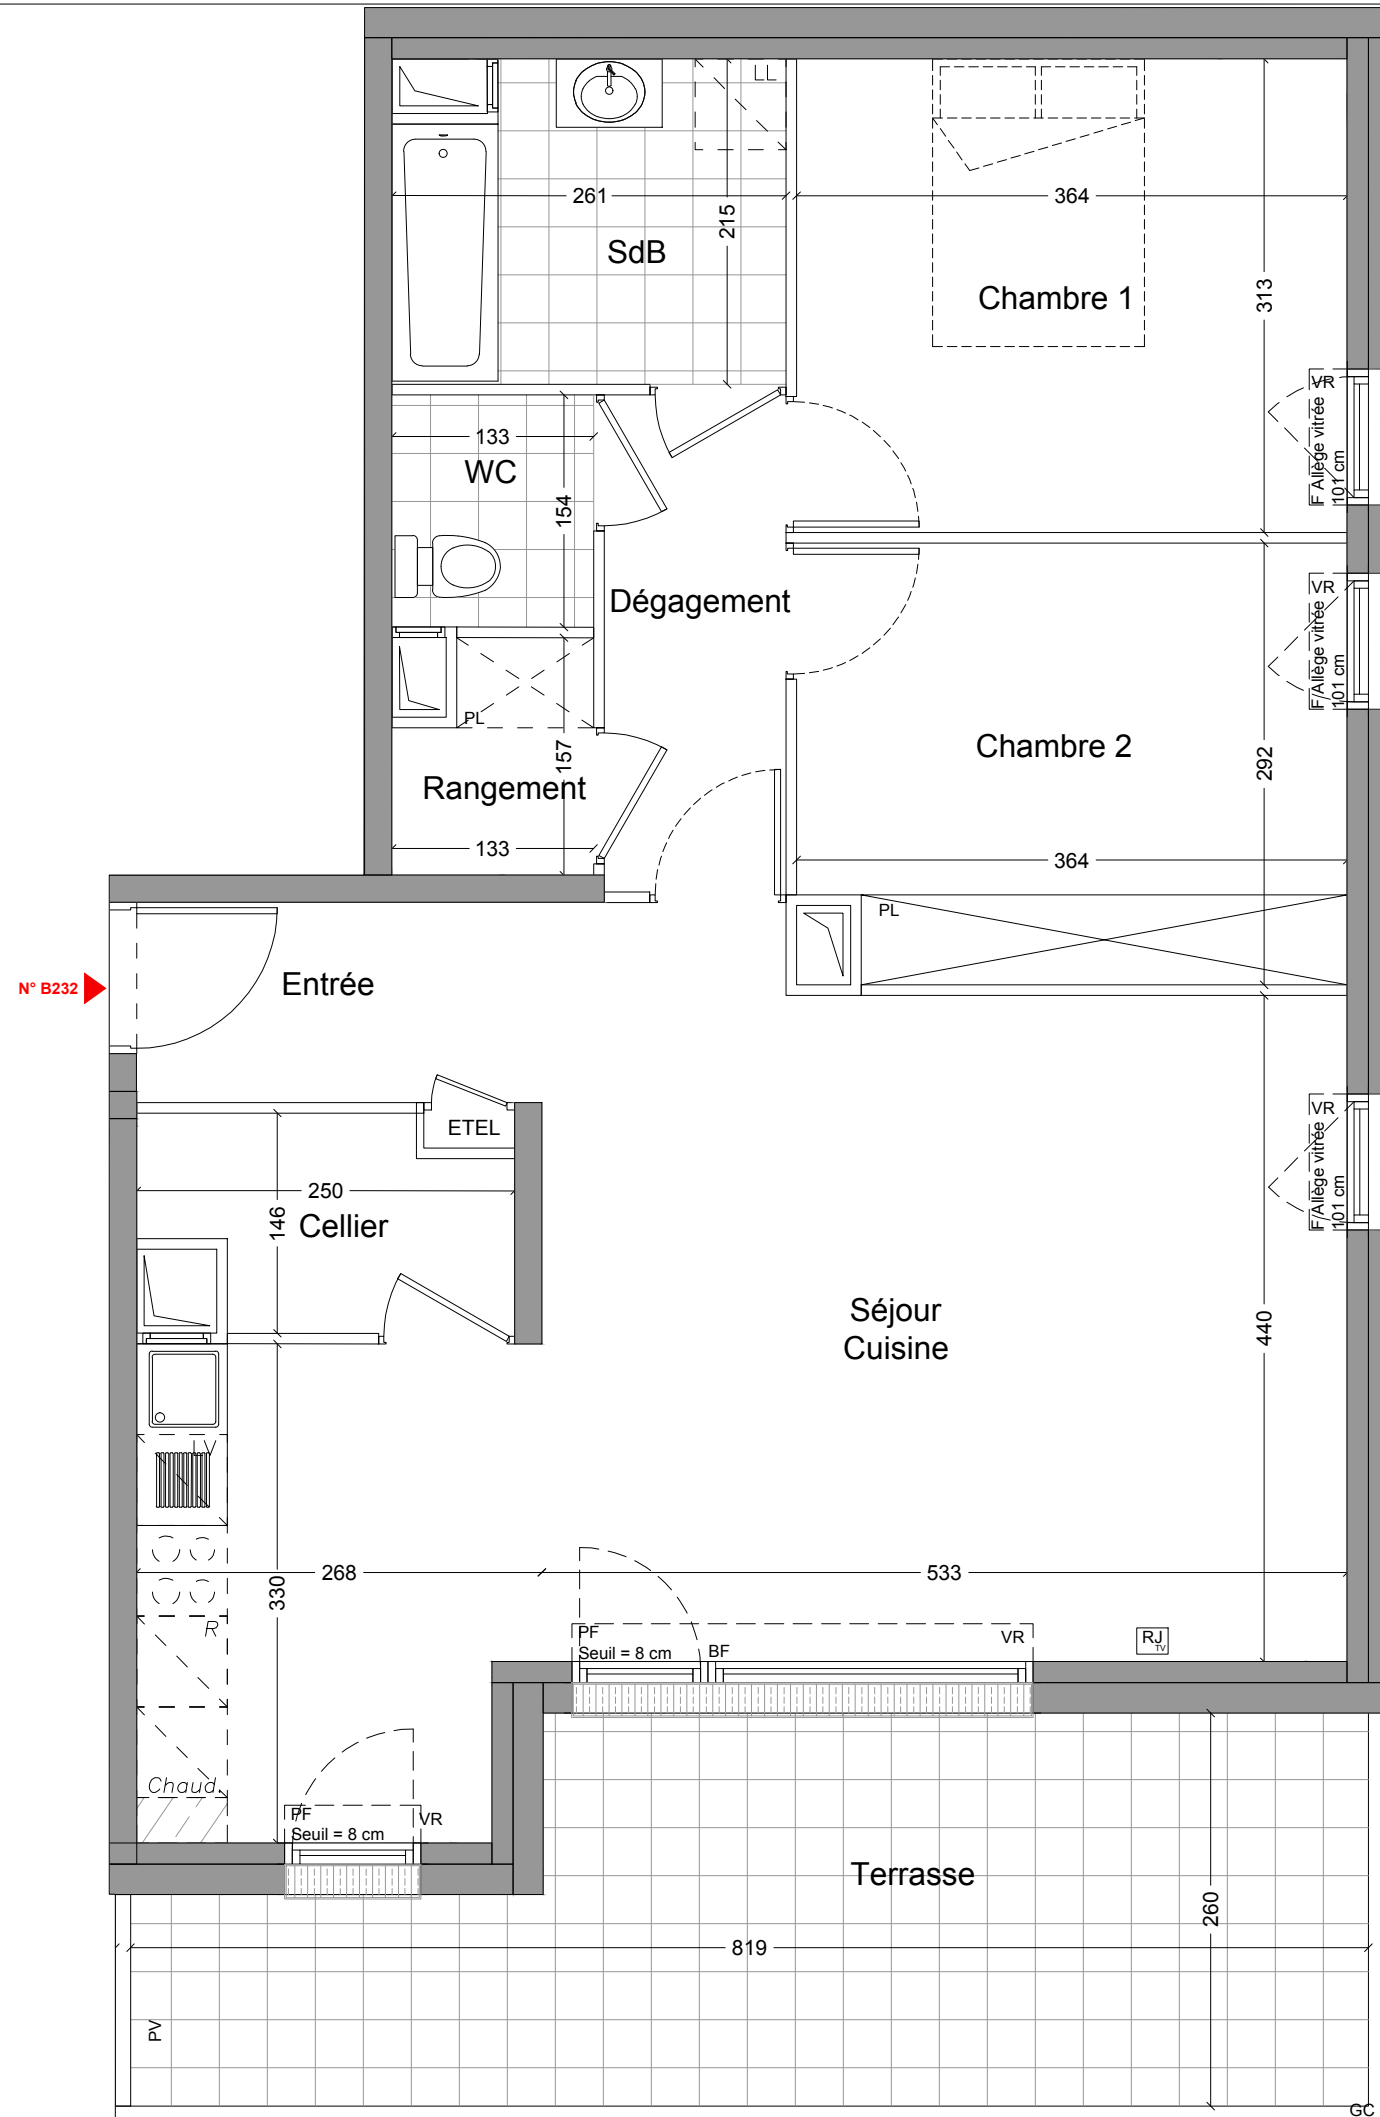 LL
261
215
364
SdB
Chambre 1
313
VR
F Allège vitrée
101 cm
133
WC
154
Dégagement
VR
F/Allège vitrée
101 cm
PL
157
Rangement
133
Chambre 2
292
364
PL
N° B232
Entrée
ETEL
VR
F/Allège vitrée
101 cm
250
146
Cellier
Séjour
Cuisine
440
LV
268
533
330
R
PF
Seuil = 8 cm
BF
VR
RJ
TV
Chaud.
PF
Seuil = 8 cm
VR
Terrasse
260
819
PV
GC